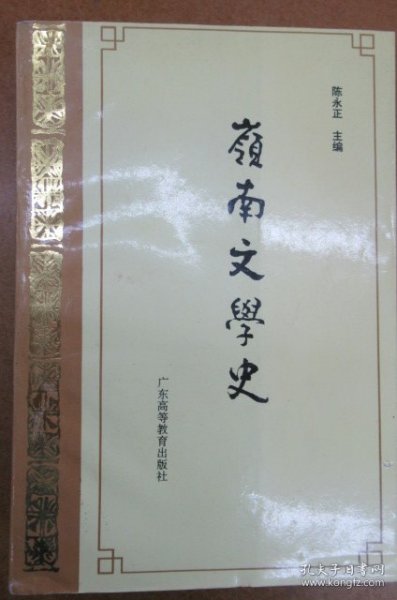 陈永正 主编
嶺南文學史
广东高等教育出版社
孔夫子旧书网
www.kongfz.com